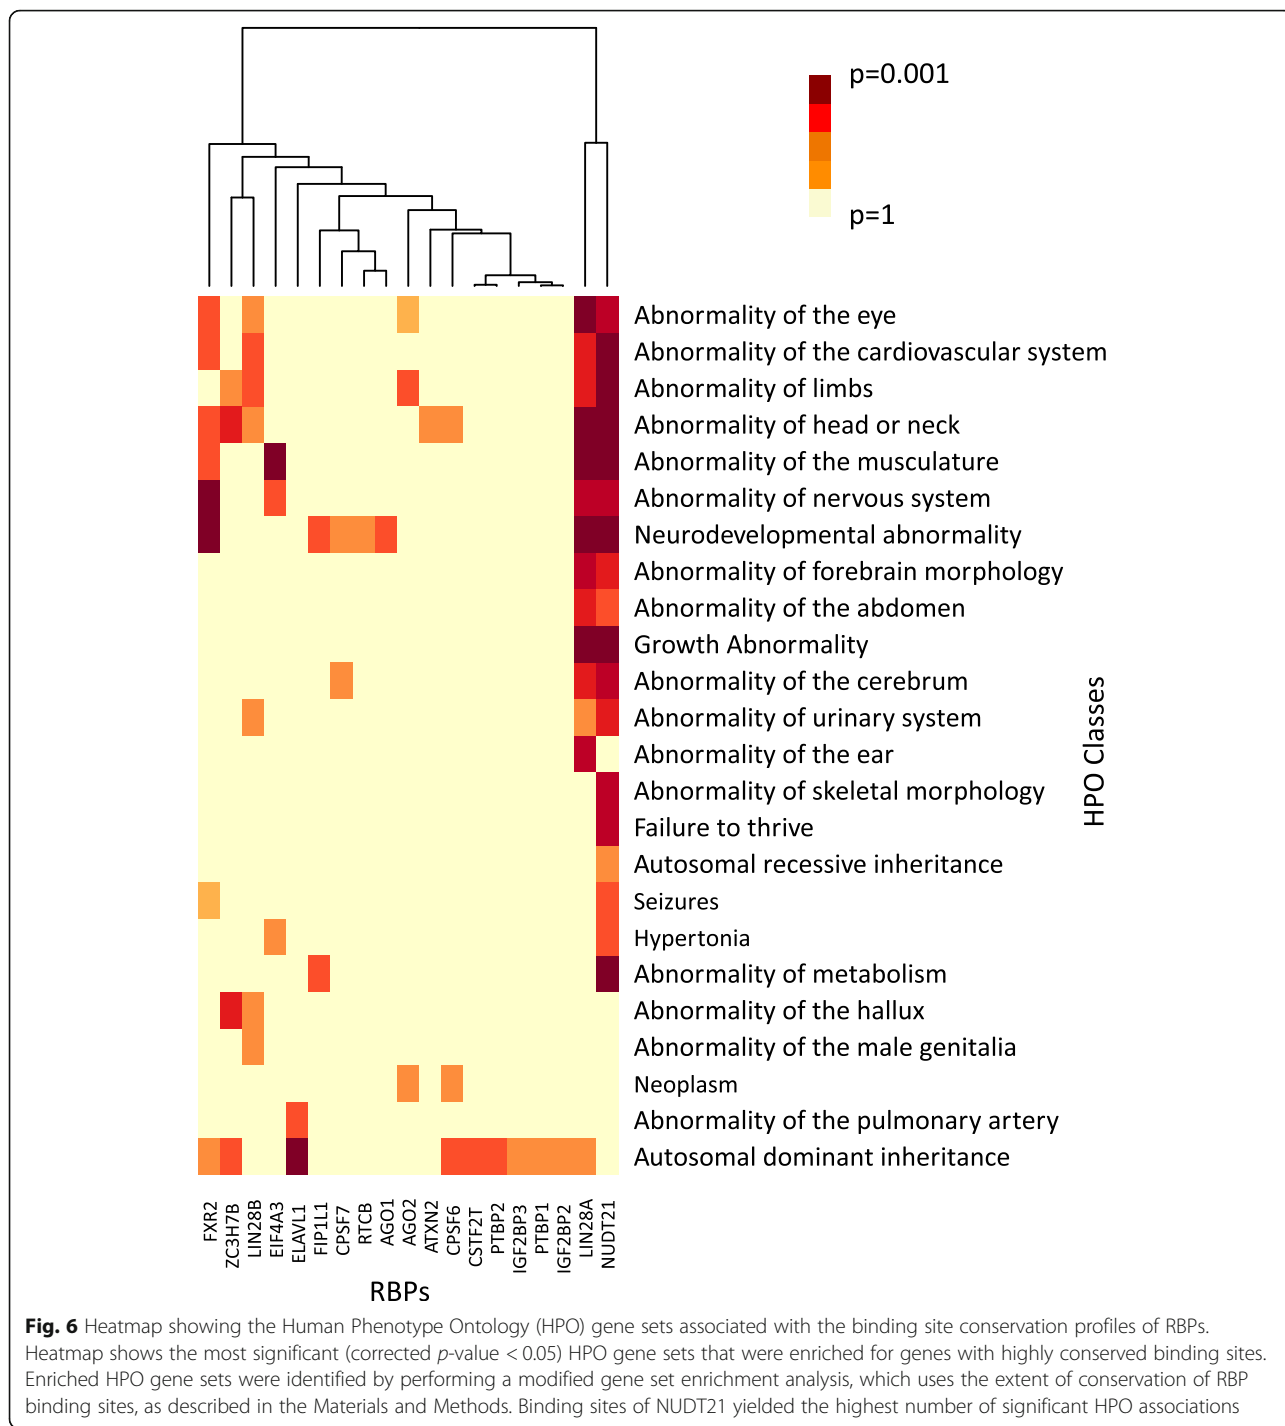 p=0.001
p=1
Abnormality of the eye
Abnormality of the cardiovascular system
Abnormality of limbs
Abnormality of head or neck
Abnormality of the musculature
Abnormality of nervous system
Neurodevelopmental abnormality
Abnormality of forebrain morphology
Abnormality of the abdomen
Growth Abnormality
Abnormality of the cerebrum
Abnormality of urinary system
Abnormality of the ear
Abnormality of skeletal morphology
Failure to thrive
Autosomal recessive inheritance
Seizures
Hypertonia
Abnormality of metabolism
Abnormality of the hallux
Abnormality of the male genitalia
Neoplasm
Abnormality of the pulmonary artery
Autosomal dominant inheritance
HPO Classes
FXR2
ZC3H7B
LIN28B
EIF4A3
ELAVL1
FIP1L1
CPSF7
RTCB
AGO1
AGO2
ATXN2
CPSF6
CSTF2T
PTBP2
IGF2BP3
PTBP1
IGF2BP2
LIN28A
NUDT21
RBPs
Fig. 6 Heatmap showing the Human Phenotype Ontology (HPO) gene sets associated with the binding site conservation profiles of RBPs.
Heatmap shows the most significant (corrected p-value < 0.05) HPO gene sets that were enriched for genes with highly conserved binding sites.
Enriched HPO gene sets were identified by performing a modified gene set enrichment analysis, which uses the extent of conservation of RBP
binding sites, as described in the Materials and Methods. Binding sites of NUDT21 yielded the highest number of significant HPO associations